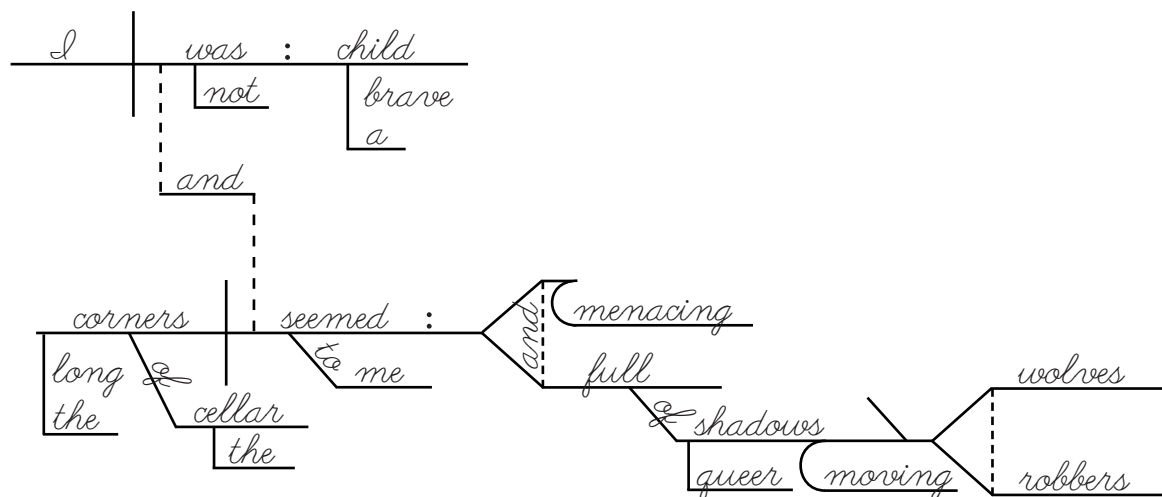 I was : child
not brave
a
and
corners seemed : and menacing
long of to me full wolves
the cellar of shadows
the queer moving robbers